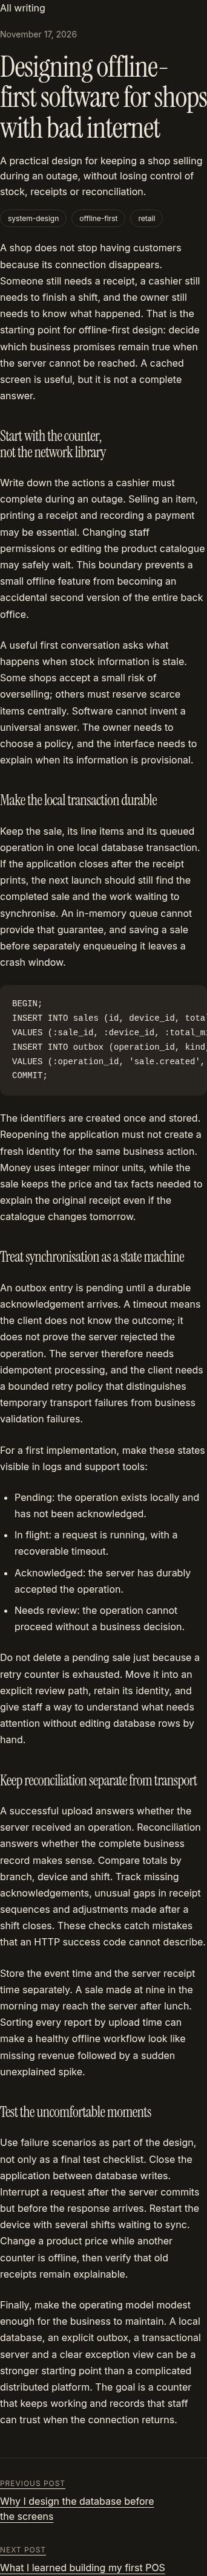 All writing
November 17, 2026
Designing offline-
first software for shops
with bad internet
A practical design for keeping a shop selling
during an outage, without losing control of
stock, receipts or reconciliation.
system-design offline-first retail
A shop does not stop having customers
because its connection disappears.
Someone still needs a receipt, a cashier still
needs to finish a shift, and the owner still
needs to know what happened. That is the
starting point for offline-first design: decide
which business promises remain true when
the server cannot be reached. A cached
screen is useful, but it is not a complete
answer.
Start with the counter,
not the network library
Write down the actions a cashier must
complete during an outage. Selling an item,
printing a receipt and recording a payment
may be essential. Changing staff
permissions or editing the product catalogue
may safely wait. This boundary prevents a
small offline feature from becoming an
accidental second version of the entire back
office.
A useful first conversation asks what
happens when stock information is stale.
Some shops accept a small risk of
overselling; others must reserve scarce
items centrally. Software cannot invent a
universal answer. The owner needs to
choose a policy, and the interface needs to
explain when its information is provisional.
Make the local transaction durable
Keep the sale, its line items and its queued
operation in one local database transaction.
If the application closes after the receipt
prints, the next launch should still find the
completed sale and the work waiting to
synchronise. An in-memory queue cannot
provide that guarantee, and saving a sale
before separately enqueueing it leaves a
crash window.
BEGIN;
INSERT INTO sales (id, device_id, tota
VALUES (:sale_id, :device_id, :total_m
INSERT INTO outbox (operation_id, kind,
VALUES (:operation_id, 'sale.created',
COMMIT;
The identifiers are created once and stored.
Reopening the application must not create a
fresh identity for the same business action.
Money uses integer minor units, while the
sale keeps the price and tax facts needed to
explain the original receipt even if the
catalogue changes tomorrow.
Treat synchronisation as a state machine
An outbox entry is pending until a durable
acknowledgement arrives. A timeout means
the client does not know the outcome; it
does not prove the server rejected the
operation. The server therefore needs
idempotent processing, and the client needs
a bounded retry policy that distinguishes
temporary transport failures from business
validation failures.
For a first implementation, make these states
visible in logs and support tools:
• Pending: the operation exists locally and
has not been acknowledged.
• In flight: a request is running, with a
recoverable timeout.
• Acknowledged: the server has durably
accepted the operation.
• Needs review: the operation cannot
proceed without a business decision.
Do not delete a pending sale just because a
retry counter is exhausted. Move it into an
explicit review path, retain its identity, and
give staff a way to understand what needs
attention without editing database rows by
hand.
Keep reconciliation separate from transport
A successful upload answers whether the
server received an operation. Reconciliation
answers whether the complete business
record makes sense. Compare totals by
branch, device and shift. Track missing
acknowledgements, unusual gaps in receipt
sequences and adjustments made after a
shift closes. These checks catch mistakes
that an HTTP success code cannot describe.
Store the event time and the server receipt
time separately. A sale made at nine in the
morning may reach the server after lunch.
Sorting every report by upload time can
make a healthy offline workflow look like
missing revenue followed by a sudden
unexplained spike.
Test the uncomfortable moments
Use failure scenarios as part of the design,
not only as a final test checklist. Close the
application between database writes.
Interrupt a request after the server commits
but before the response arrives. Restart the
device with several shifts waiting to sync.
Change a product price while another
counter is offline, then verify that old
receipts remain explainable.
Finally, make the operating model modest
enough for the business to maintain. A local
database, an explicit outbox, a transactional
server and a clear exception view can be a
stronger starting point than a complicated
distributed platform. The goal is a counter
that keeps working and records that staff
can trust when the connection returns.
PREVIOUS POST
Why I design the database before
the screens
NEXT POST
What I learned building my first POS